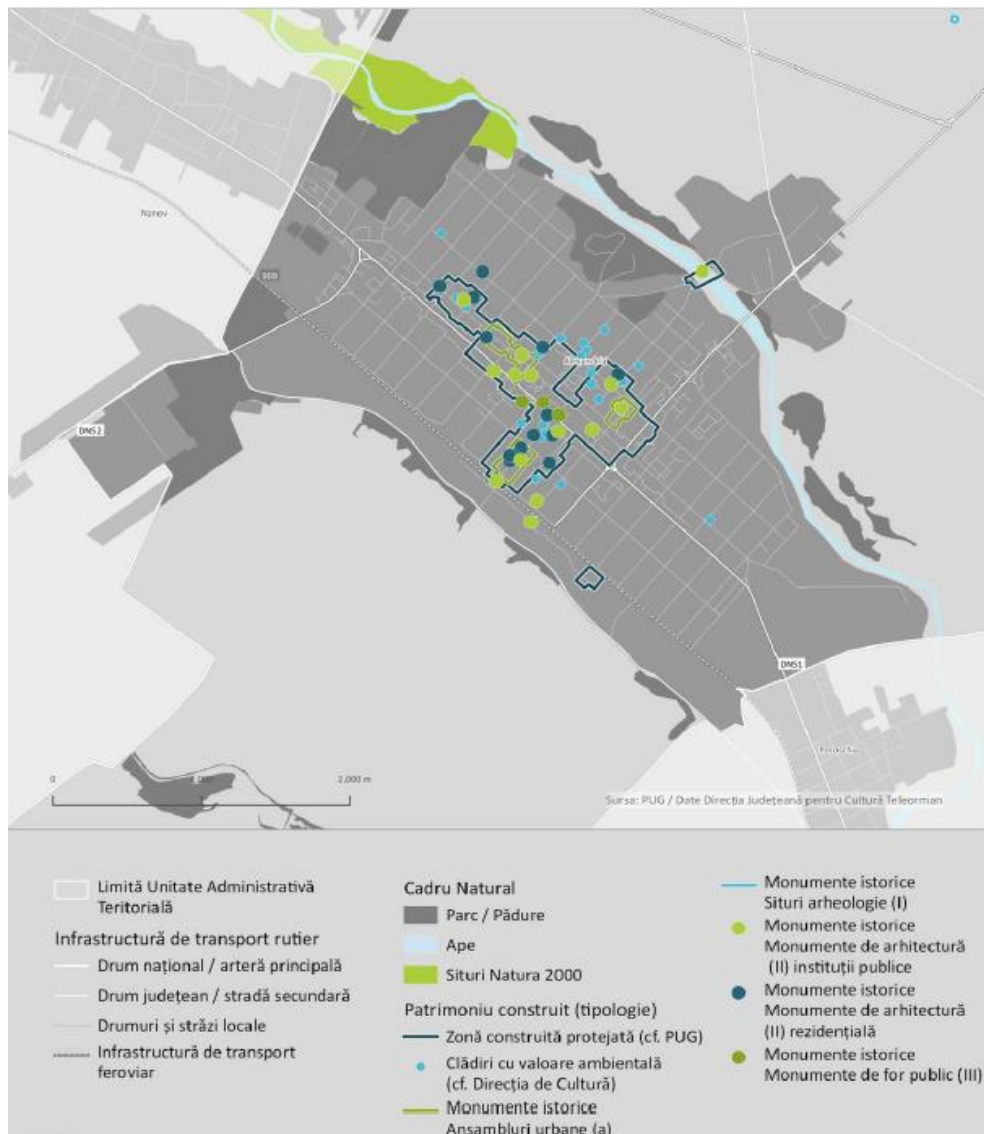 Nanov
Alexandria
DN52
DN51
Poroschia
0
1,000
2,000 m
Sursa: PUG / Date Direcția Județeană pentru Cultură Teleorman
Limită Unitate Administrativă
Teritorială
Infrastructură de transport rutier
Drum național / arteră principală
Drum județean / stradă secundară
Drumuri și străzi locale
Infrastructură de transport
feroviar
Cadru Natural
Parc / Pădure
Ape
Situri Natura 2000
Patrimoniu construit (tipologie)
Zonă construită protejată (cf. PUG)
Clădiri cu valoare ambientală
(cf. Direcția de Cultură)
Monumente istorice
Ansambluri urbane (a)
Monumente istorice
Situri arheologie (I)
Monumente istorice
Monumente de arhitectură
(II) instituții publice
Monumente istorice
Monumente de arhitectură
(II) rezidențială
Monumente istorice
Monumente de for public (III)